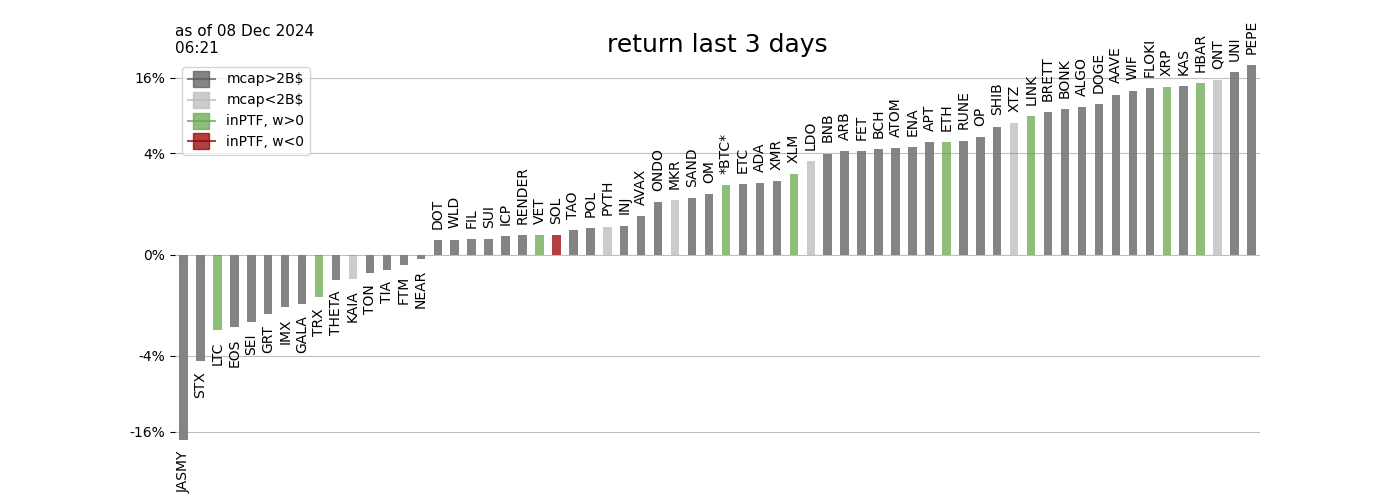 as of 08 Dec 2024
06:21
return last 3 days
16%
4%
0%
-4%
-16%
mcap>2B$
mcap<2B$
inPTF, w>0
inPTF, w<0
JASMY
STX
LTC
EOS
SEI
GRT
IMX
GALA
TRX
THETA
KAIA
TON
TIA
FTM
NEAR
DOT
WLD
FIL
SUI
ICP
RENDER
VET
SOL
TAO
POL
PYTH
INJ
AVAX
ONDO
MKR
SAND
OM
*BTC*
ETC
ADA
XMR
XLM
LDO
BNB
ARB
FET
BCH
ATOM
ENA
APT
ETH
RUNE
OP
SHIB
XTZ
LINK
BRETT
BONK
ALGO
DOGE
AAVE
WIF
FLOKI
XRP
KAS
HBAR
QNT
UNI
PEPE